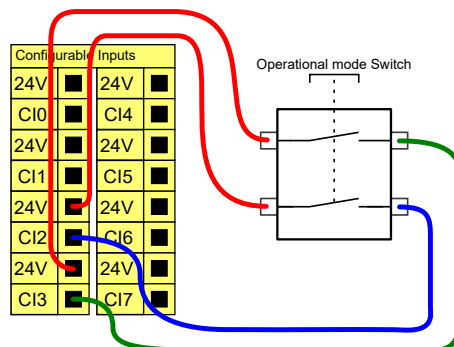 Configurable Inputs
Operational mode Switch
24V 24V
CI0 CI4
24V 24V
CI1 CI5
24V 24V
CI2 CI6
24V 24V
CI3 CI7